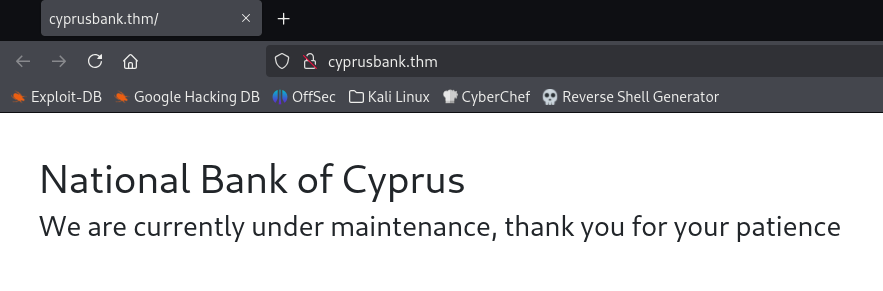 cyprusbank.thm/
cyprusbank.thm
Exploit-DB Google Hacking DB OffSec Kali Linux CyberChef Reverse Shell Generator
National Bank of Cyprus
We are currently under maintenance, thank you for your patience